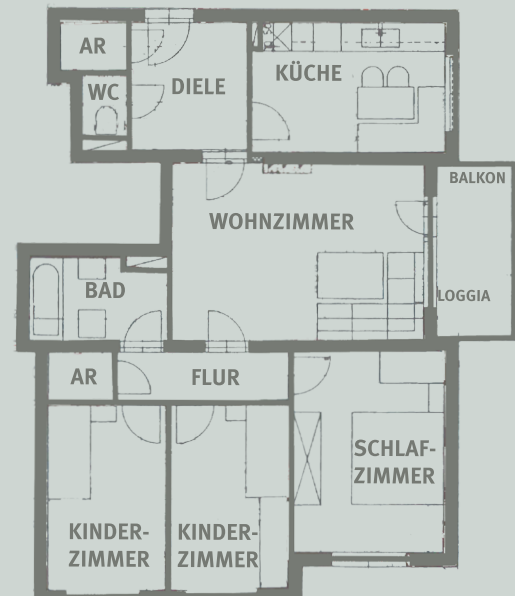 AR
KÜCHE
WC
DIELE
BALKON
WOHNZIMMER
BAD
LOGGIA
AR
FLUR
SCHLAF-
ZIMMER
KINDER-
ZIMMER
KINDER-
ZIMMER